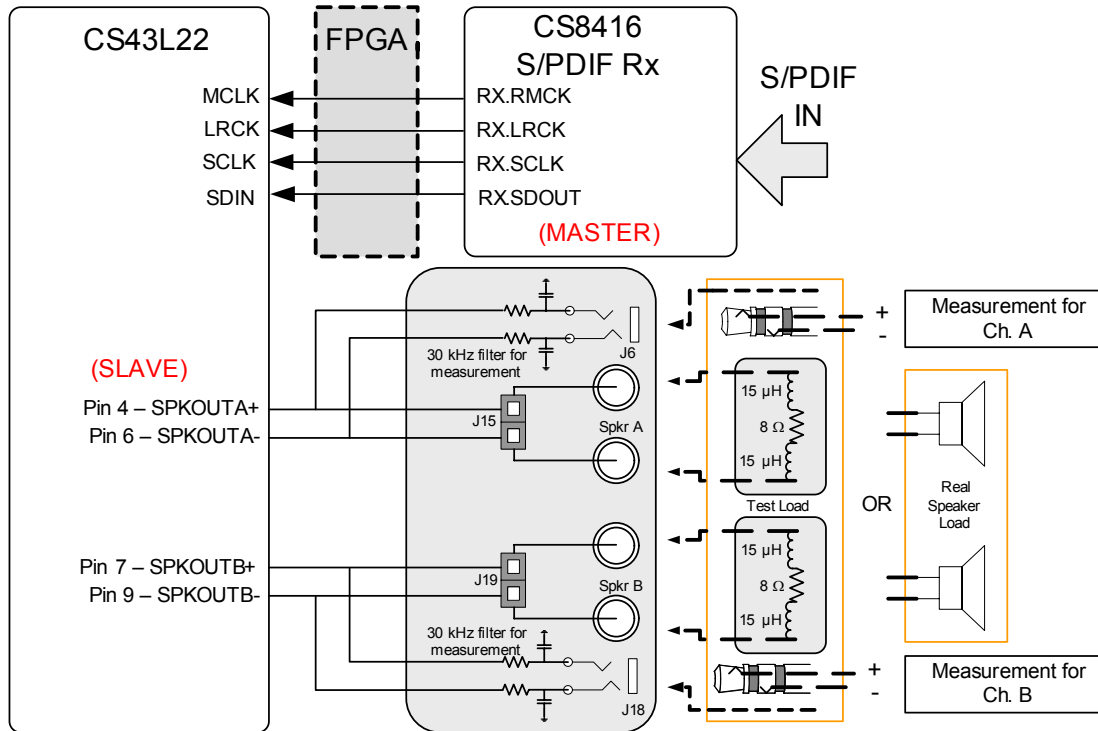 CS43L22
FPGA
CS8416
S/PDIF Rx
S/PDIF
IN
MCLK
LRCK
SCLK
SDIN
RX.RMCK
RX.LRCK
RX.SCLK
RX.SDOUT
(MASTER)
(SLAVE)
Pin 4 – SPKOUTA+
Pin 6 – SPKOUTA-
Pin 7 – SPKOUTB+
Pin 9 – SPKOUTB-
J6
30 kHz filter for
measurement
J15
Spkr A
J19
Spkr B
30 kHz filter for
measurement
J18
+
-
Measurement for
Ch. A
15 µH
8 Ω
15 µH
Test Load
15 µH
8 Ω
15 µH
OR
Real
Speaker
Load
+
-
Measurement for
Ch. B